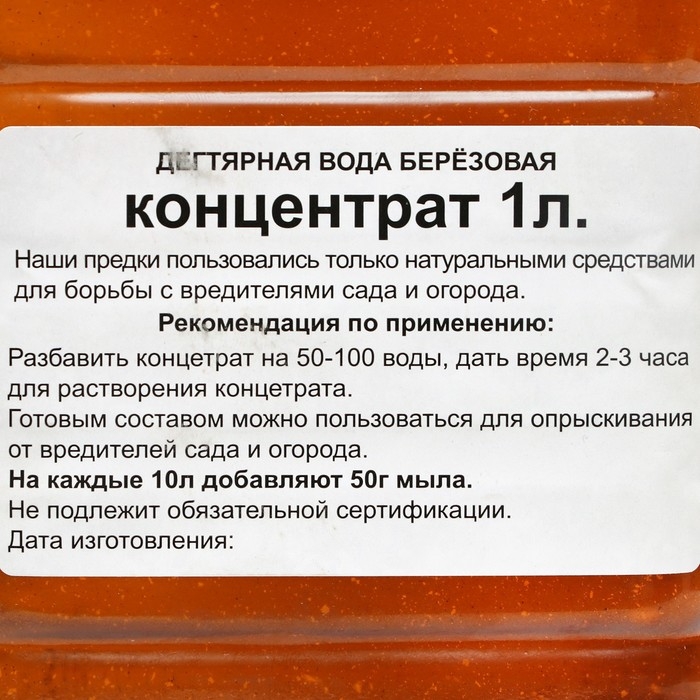 ДЕГТЯРНАЯ ВОДА БЕРЁЗОВАЯ
концентрат 1л.
Наши предки пользовались только натуральными средствами
для борьбы с вредителями сада и огорода.
Рекомендация по применению:
Разбавить концетрат на 50-100 воды, дать время 2-3 часа
для растворения концетрата.
Готовым составом можно пользоваться для опрыскивания
от вредителей сада и огорода.
На каждые 10л добавляют 50г мыла.
Не подлежит обязательной сертификации.
Дата изготовления: